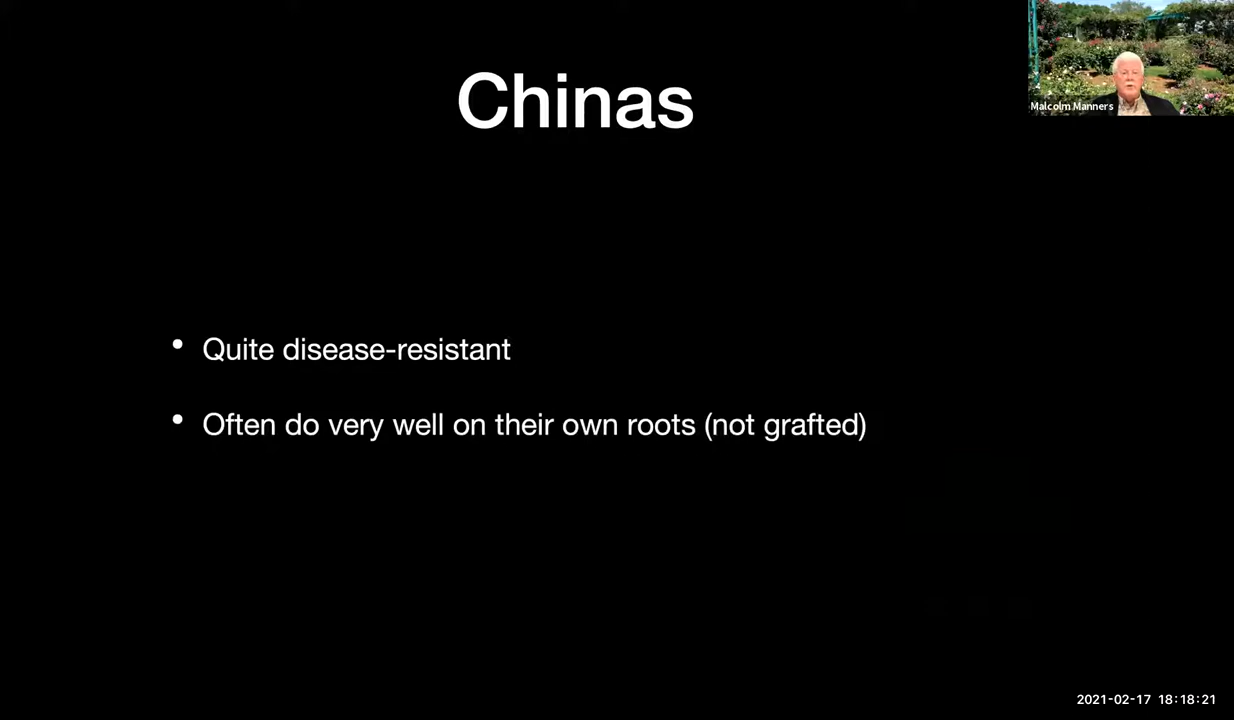 Chinas
Malcolm Manners
• Quite disease-resistant
• Often do very well on their own roots (not grafted)
2021-02-17 18:18:21